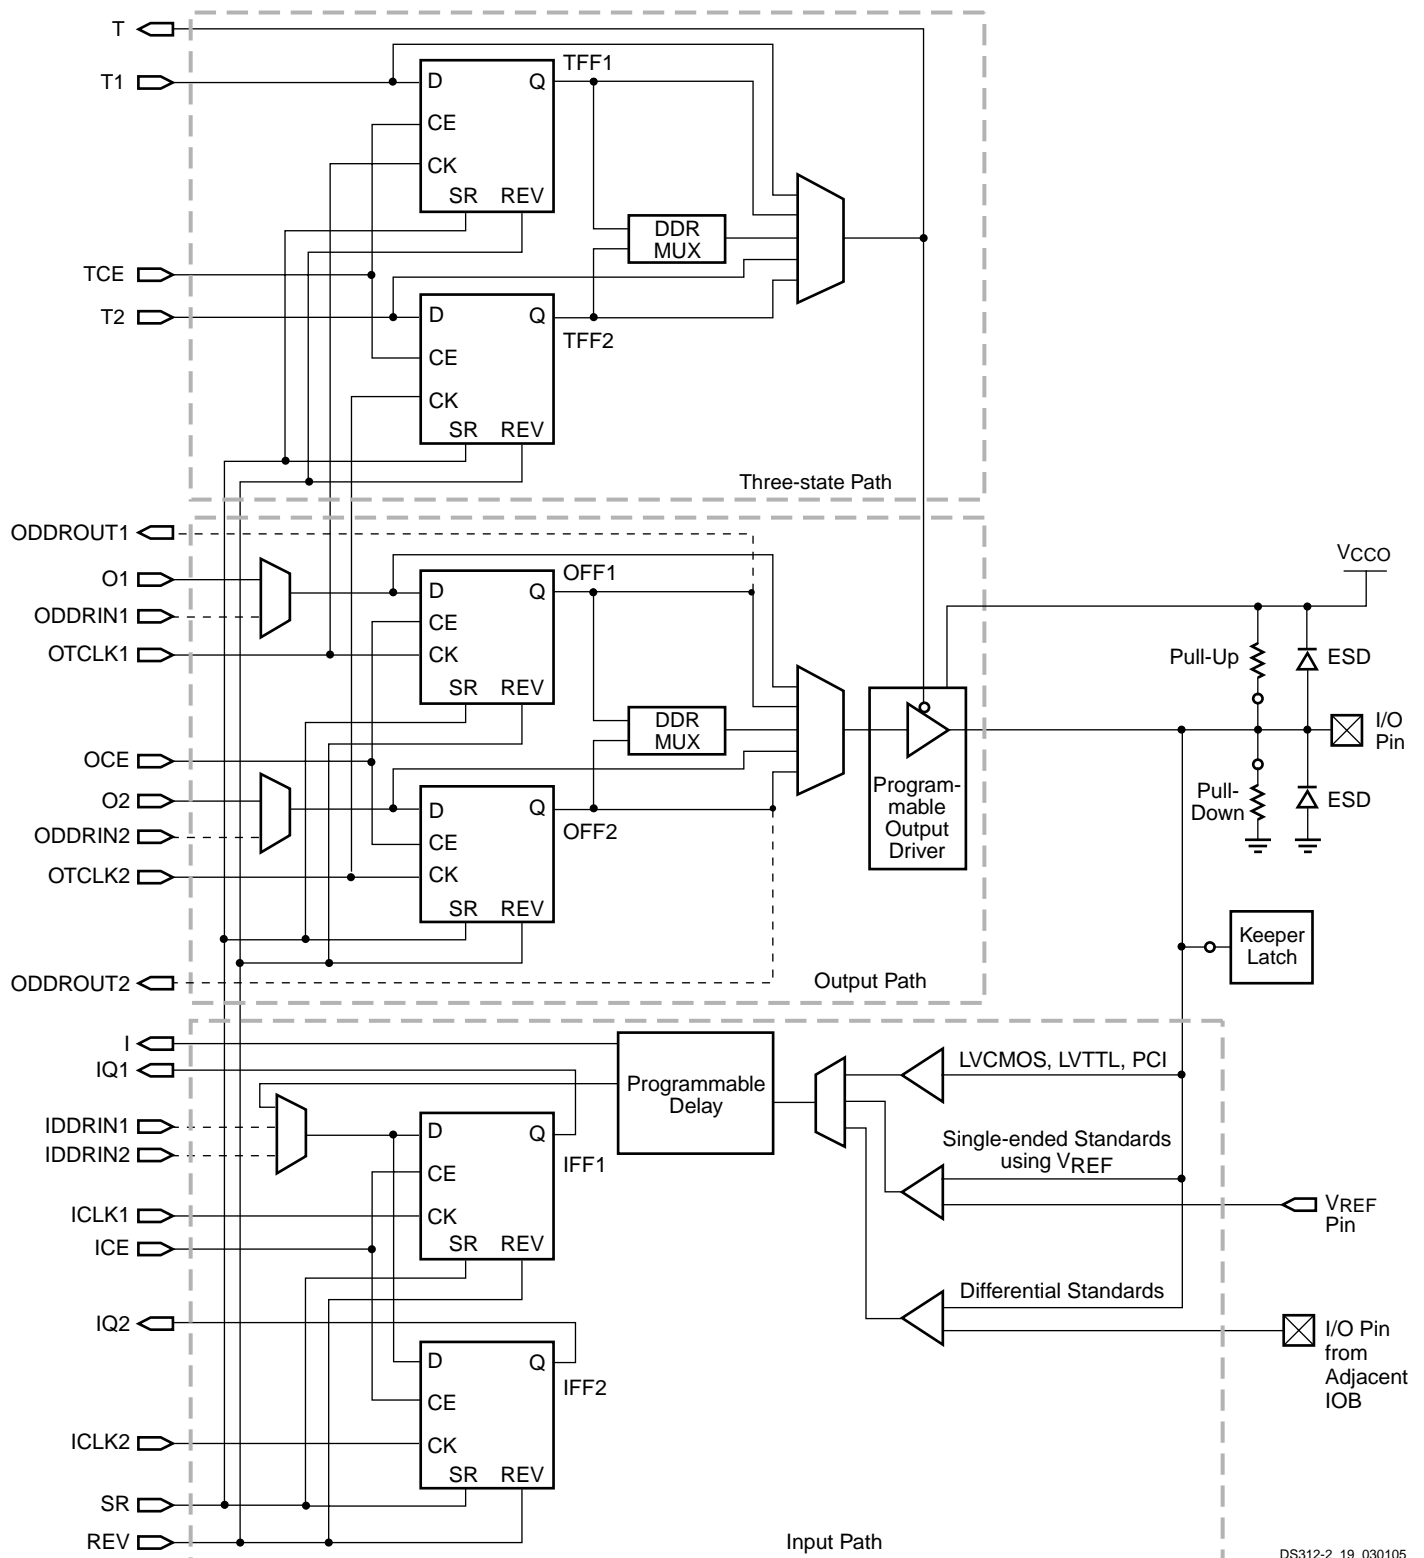 T
T1
D
Q
TFF1
CE
CK
SR
REV
DDR
MUX
TCE
T2
D
Q
TFF2
CE
CK
SR
REV
Three-state Path
ODDROUT1
O1
ODDRIN1
OTCLK1
D
Q
OFF1
CE
CK
SR
REV
VCCO
Pull-Up
ESD
I/O
Pin
DDR
MUX
OCE
O2
ODDRIN2
OTCLK2
D
Q
OFF2
CE
CK
SR
REV
Program-
mable
Output
Driver
Pull-
Down
ESD
Keeper
Latch
ODDROUT2
Output Path
I
IQ1
IDDRIN1
IDDRIN2
Programmable
Delay
LVCMOS, LVTTL, PCI
D
Q
IFF1
CE
CK
SR
REV
Single-ended Standards
using VREF
VREF
Pin
ICLK1
ICE
Differential Standards
I/O Pin
from
Adjacent
IOB
IQ2
D
Q
IFF2
CE
CK
SR
REV
ICLK2
SR
REV
Input Path
DS312-2_19_030105